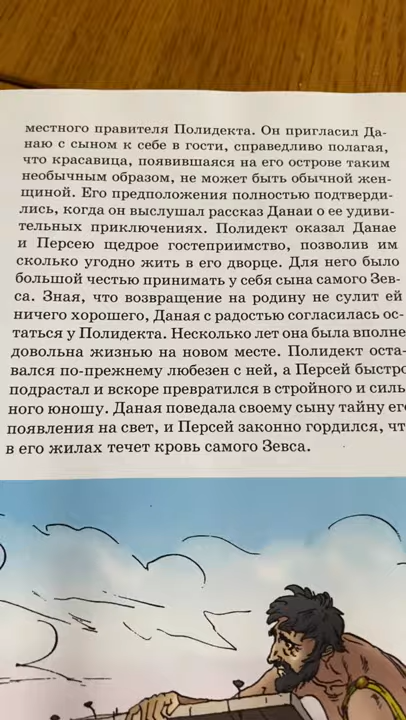 местного правителя Полидекта. Он пригласил Да-
наю с сыном к себе в гости, справедливо полагая,
что красавица, появившаяся на его острове таким
необычным образом, не может быть обычной жен-
щиной. Его предположения полностью подтверди-
лись, когда он выслушал рассказ Данаи о ее удиви-
тельных приключениях. Полидект оказал Данае
и Персею щедрое гостеприимство, позволив им
сколько угодно жить в его дворце. Для него было
большой честью принимать у себя сына самого Зев-
са. Зная, что возвращение на родину не сулит ей
ничего хорошего, Даная с радостью согласилась ос-
таться у Полидекта. Несколько лет она была вполне
довольна жизнью на новом месте. Полидект оста-
вался по-прежнему любезен с ней, а Персей быстро
подрастал и вскоре превратился в стройного и силь
ного юношу. Даная поведала своему сыну тайну его
появления на свет, и Персей законно гордился, чт
в его жилах течет кровь самого Зевса.